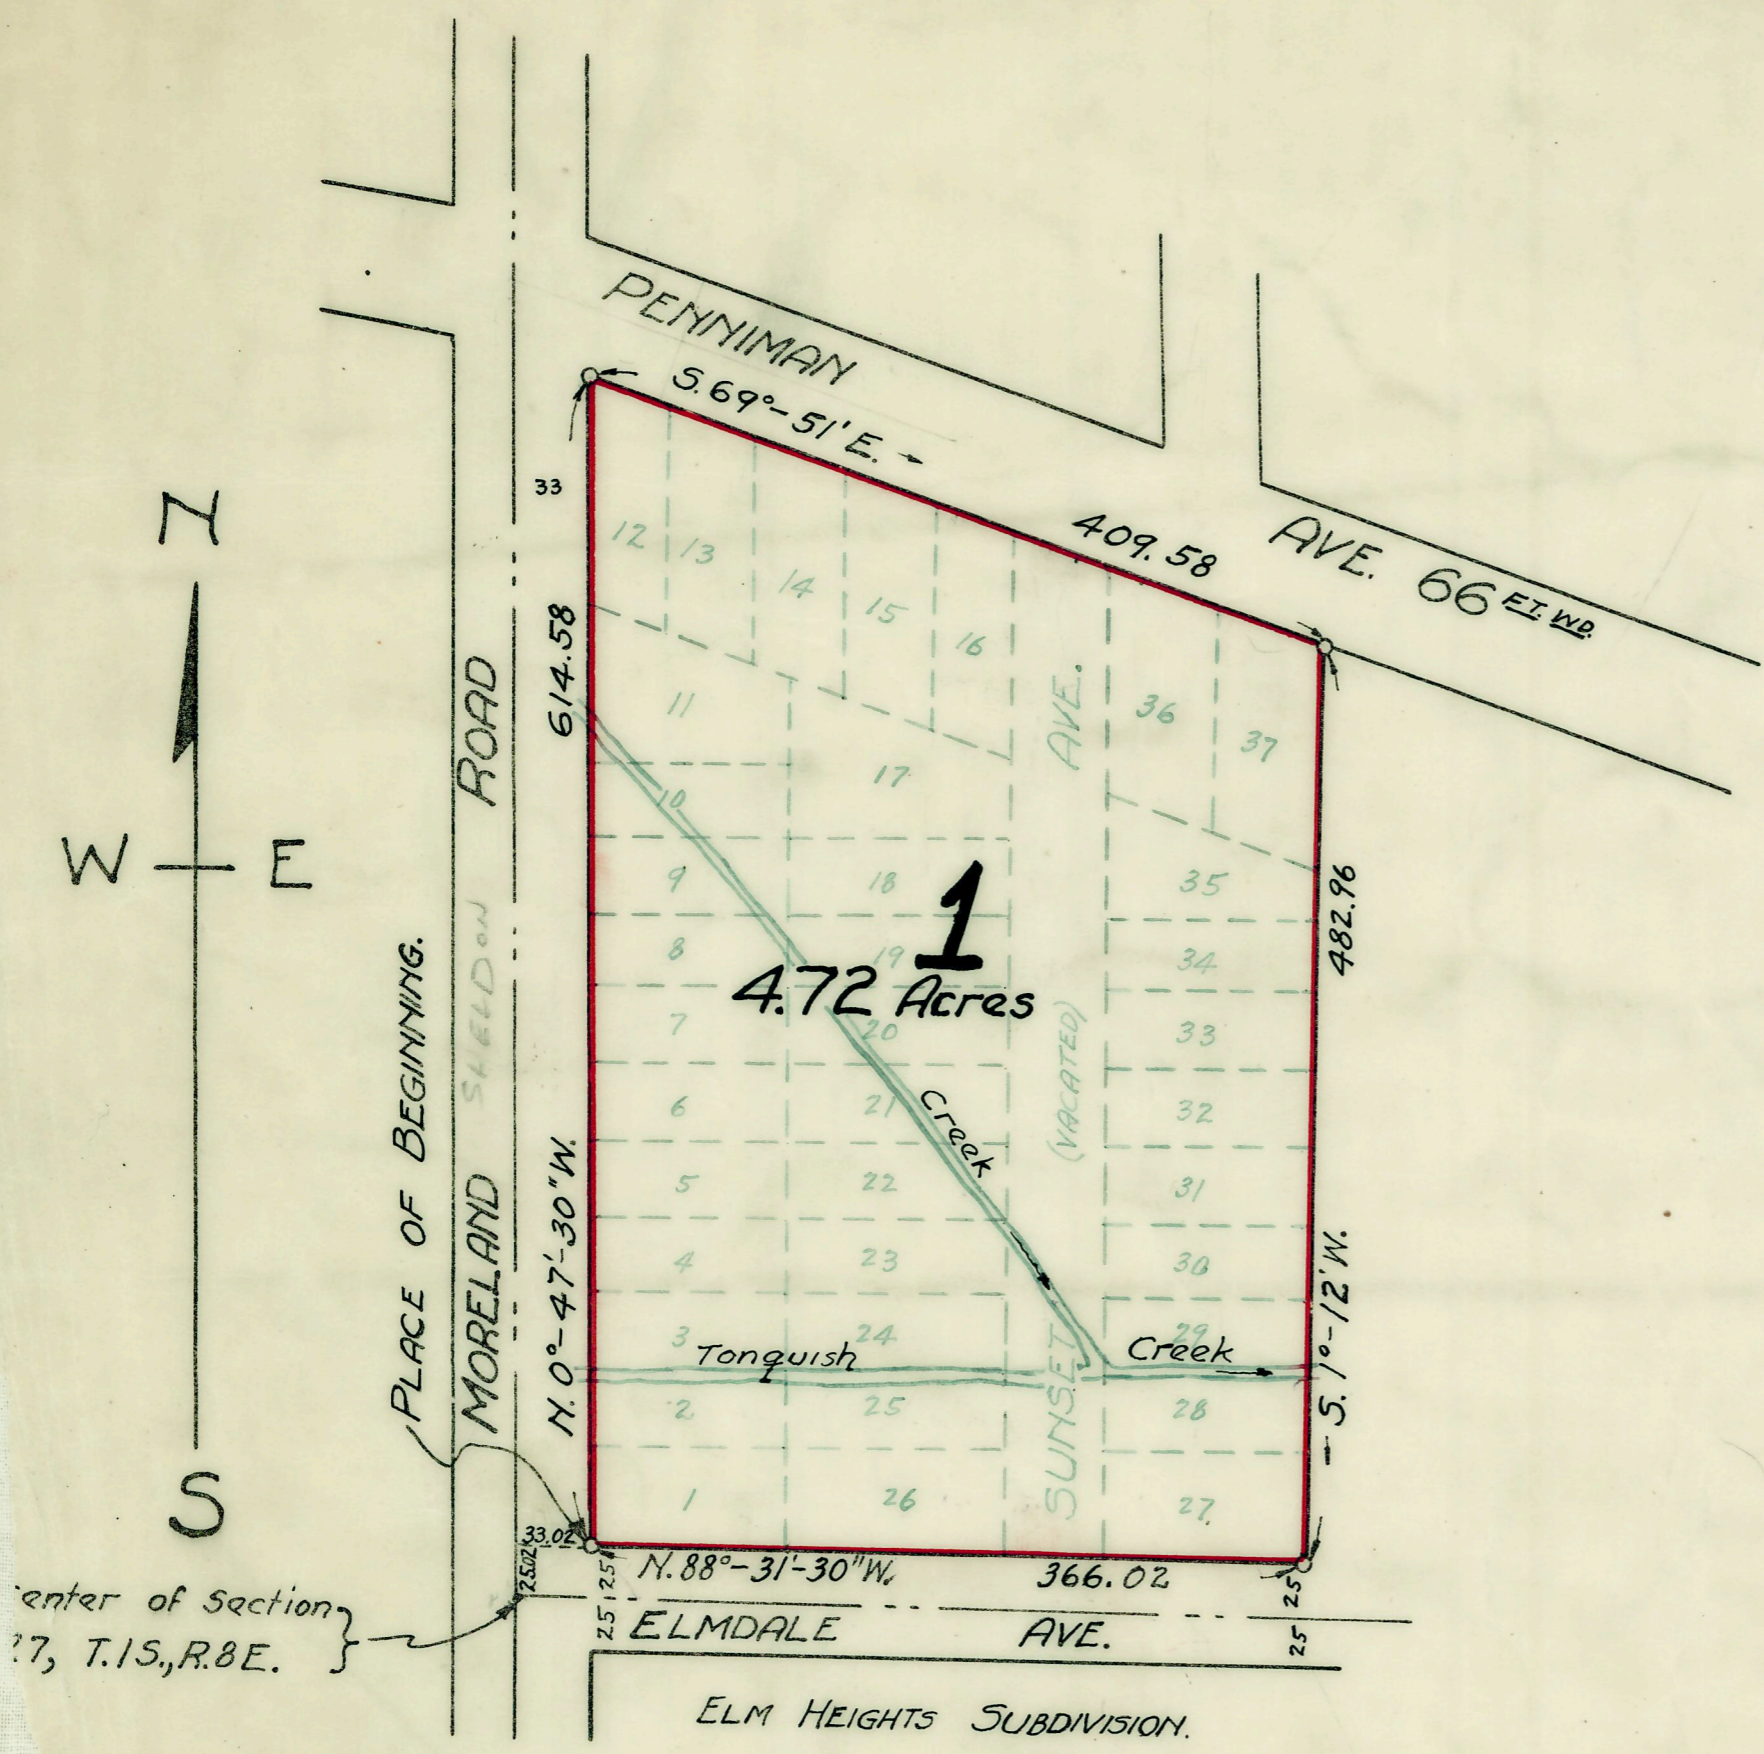 PENNIMAN
AVE. 66 FT. WD.
S. 69°- 51' E.
409.58
33
614.58
N. 0°- 47'- 30" W.
MORELAND ROAD
SHELDON
PLACE OF BEGINNING.
N
W E
S
12
13
14
15
16
36
37
11
17
10
9
18
35
8
19
34
7
20
33
6
21
32
5
22
31
4
23
30
3
24
29
2
25
28
1
26
27
1
4.72 Acres
SUNSET (VACATED) AVE.
Creek
Tonquish Creek
482.96
S. 1°- 12' W.
33.02
25.02
25
25
N. 88°- 31'- 30" W. 366.02
25
25
ELMDALE AVE.
enter of section
7, T.1S., R.8E.
ELM HEIGHTS SUBDIVISION.